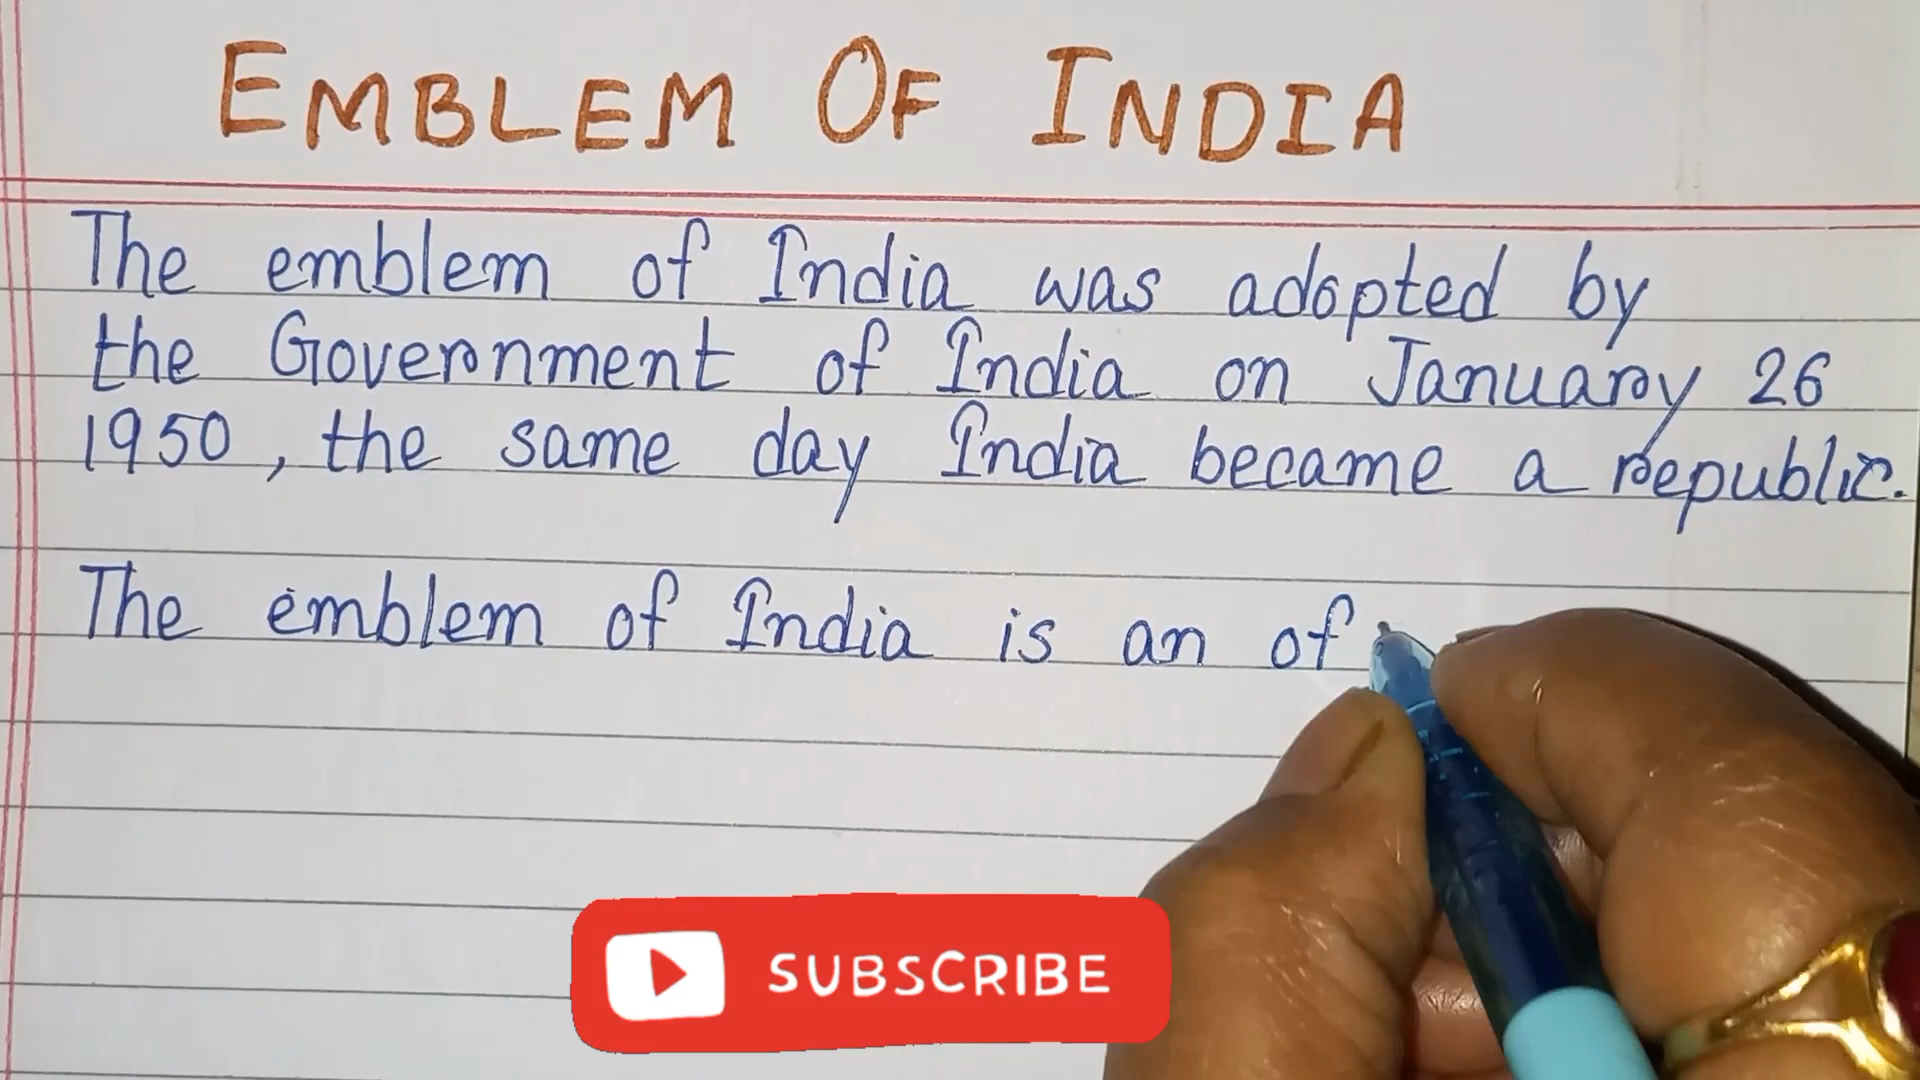 EMBLEM OF INDIA
The emblem of India was adopted by
the Government of India on January 26
1950, the same day India became a republic.
The emblem of India is an of
SUBSCRIBE